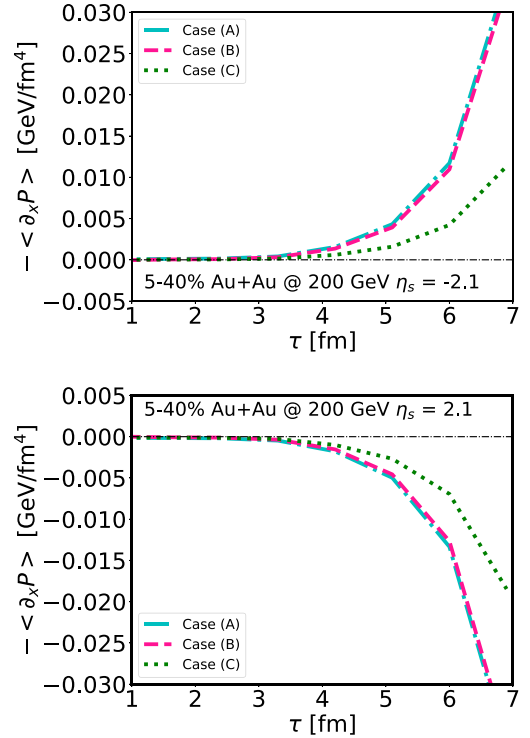 0.030
0.025
0.020
0.015
0.010
0.005
0.000
−0.005
− < ∂ₓP > [GeV/fm⁴]
Case (A)
Case (B)
Case (C)
5-40% Au+Au @ 200 GeV ηₛ = -2.1
1 2 3 4 5 6 7
τ [fm]
0.005
0.000
−0.005
−0.010
−0.015
−0.020
−0.025
−0.030
− < ∂ₓP > [GeV/fm⁴]
5-40% Au+Au @ 200 GeV ηₛ = 2.1
Case (A)
Case (B)
Case (C)
1 2 3 4 5 6 7
τ [fm]